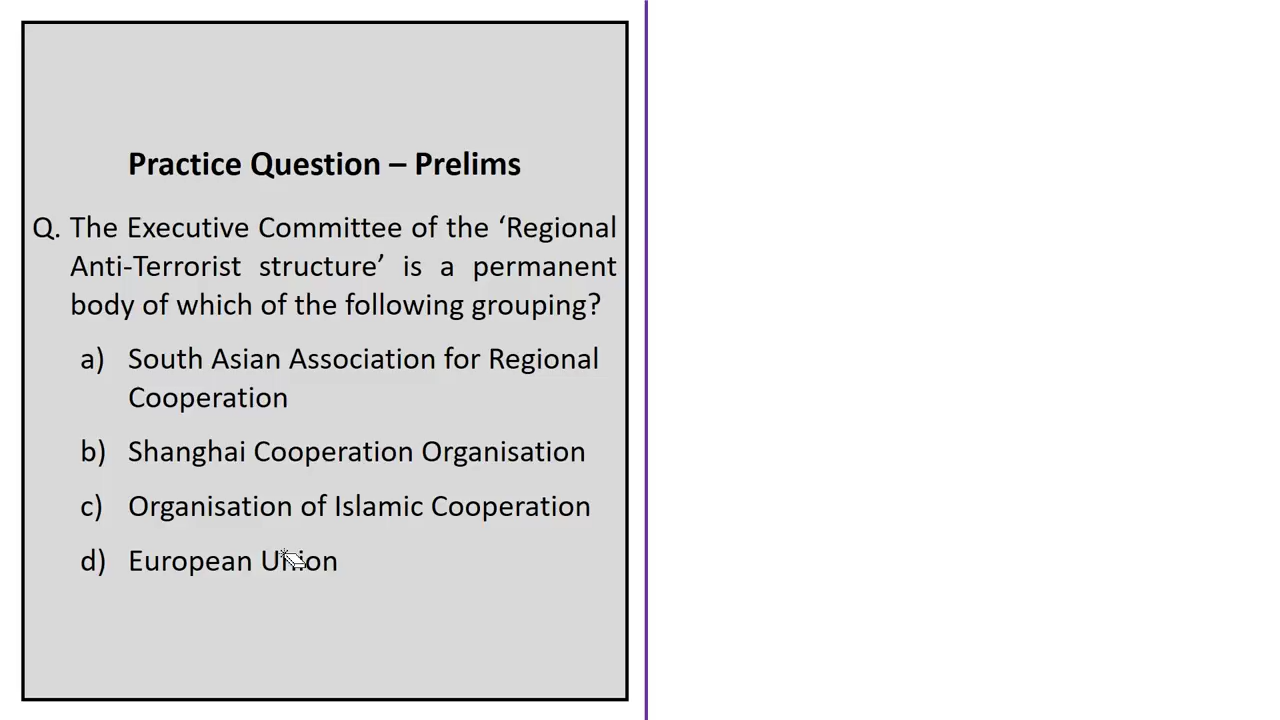 Practice Question – Prelims
Q. The Executive Committee of the ‘Regional
Anti-Terrorist structure’ is a permanent
body of which of the following grouping?
a) South Asian Association for Regional
Cooperation
b) Shanghai Cooperation Organisation
c) Organisation of Islamic Cooperation
d) European Union